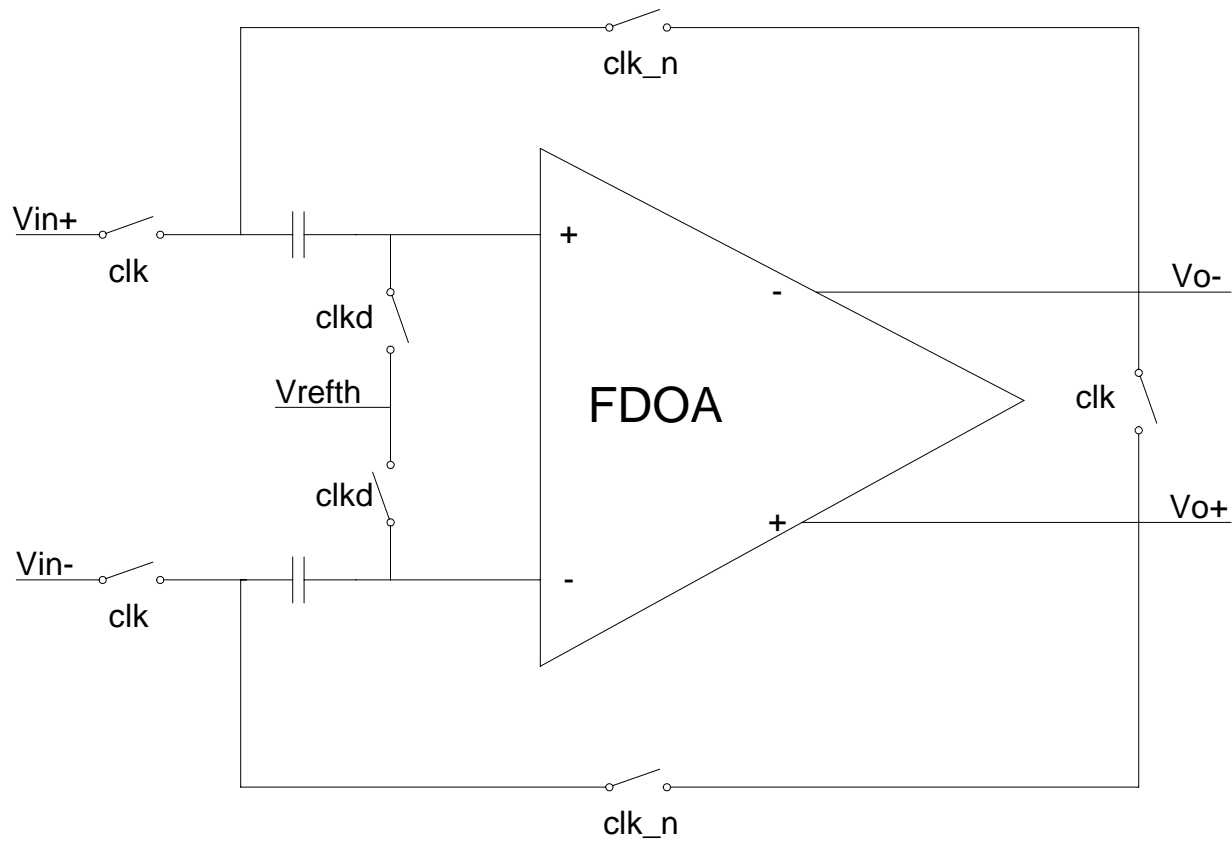 clk_n
Vin+
clk
+
-
Vo-
clkd
Vrefth
FDOA
clk
clkd
+
Vo+
Vin-
clk
-
clk_n